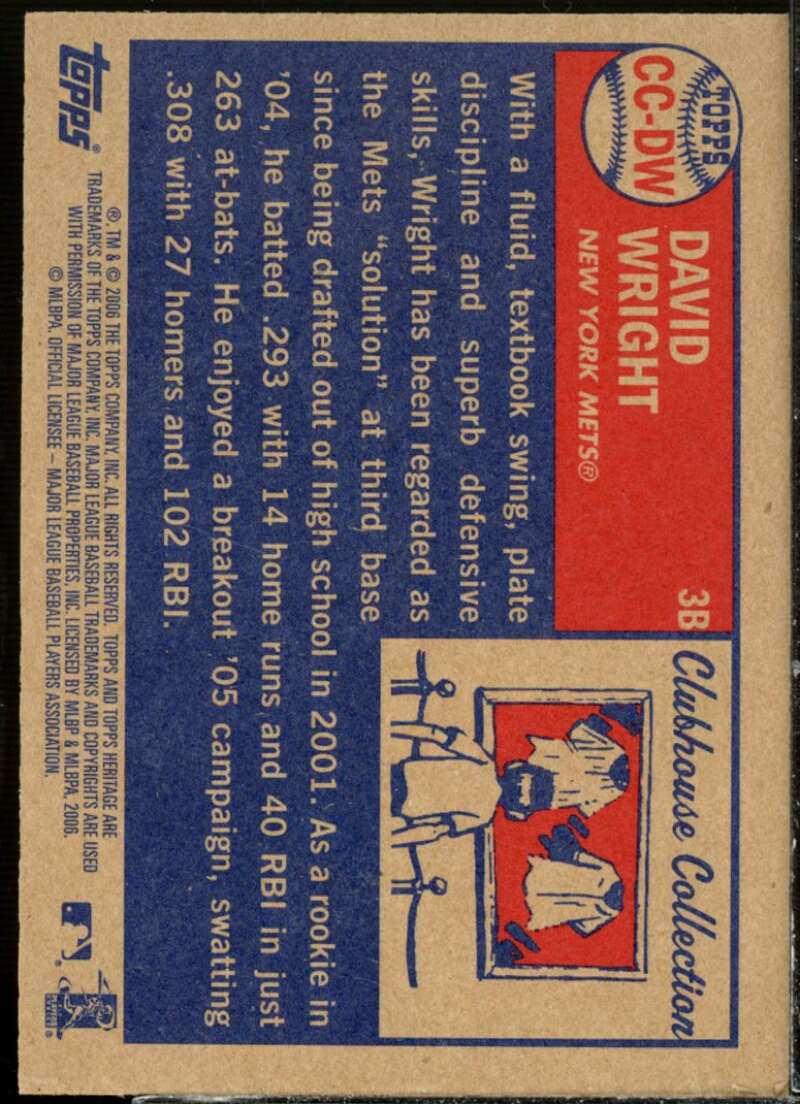 TOPPS
CC-DW
DAVID
WRIGHT
NEW YORK METS®
3B
Clubhouse Collection
With a fluid, textbook swing, plate
discipline and superb defensive
skills, Wright has been regarded as
the Mets "solution" at third base
since being drafted out of high school in 2001. As a rookie in
'04, he batted .293 with 14 home runs and 40 RBI in just
263 at-bats. He enjoyed a breakout '05 campaign, swatting
.308 with 27 homers and 102 RBI.
topps®
®, TM & © 2006 THE TOPPS COMPANY, INC. ALL RIGHTS RESERVED. TOPPS AND TOPPS HERITAGE ARE
TRADEMARKS OF THE TOPPS COMPANY, INC. MAJOR LEAGUE BASEBALL TRADEMARKS AND COPYRIGHTS ARE USED
WITH PERMISSION OF MAJOR LEAGUE BASEBALL PROPERTIES, INC. LICENSED BY MLBP & MLBPA, 2006.
© MLBPA. OFFICIAL LICENSEE – MAJOR LEAGUE BASEBALL PLAYERS ASSOCIATION.